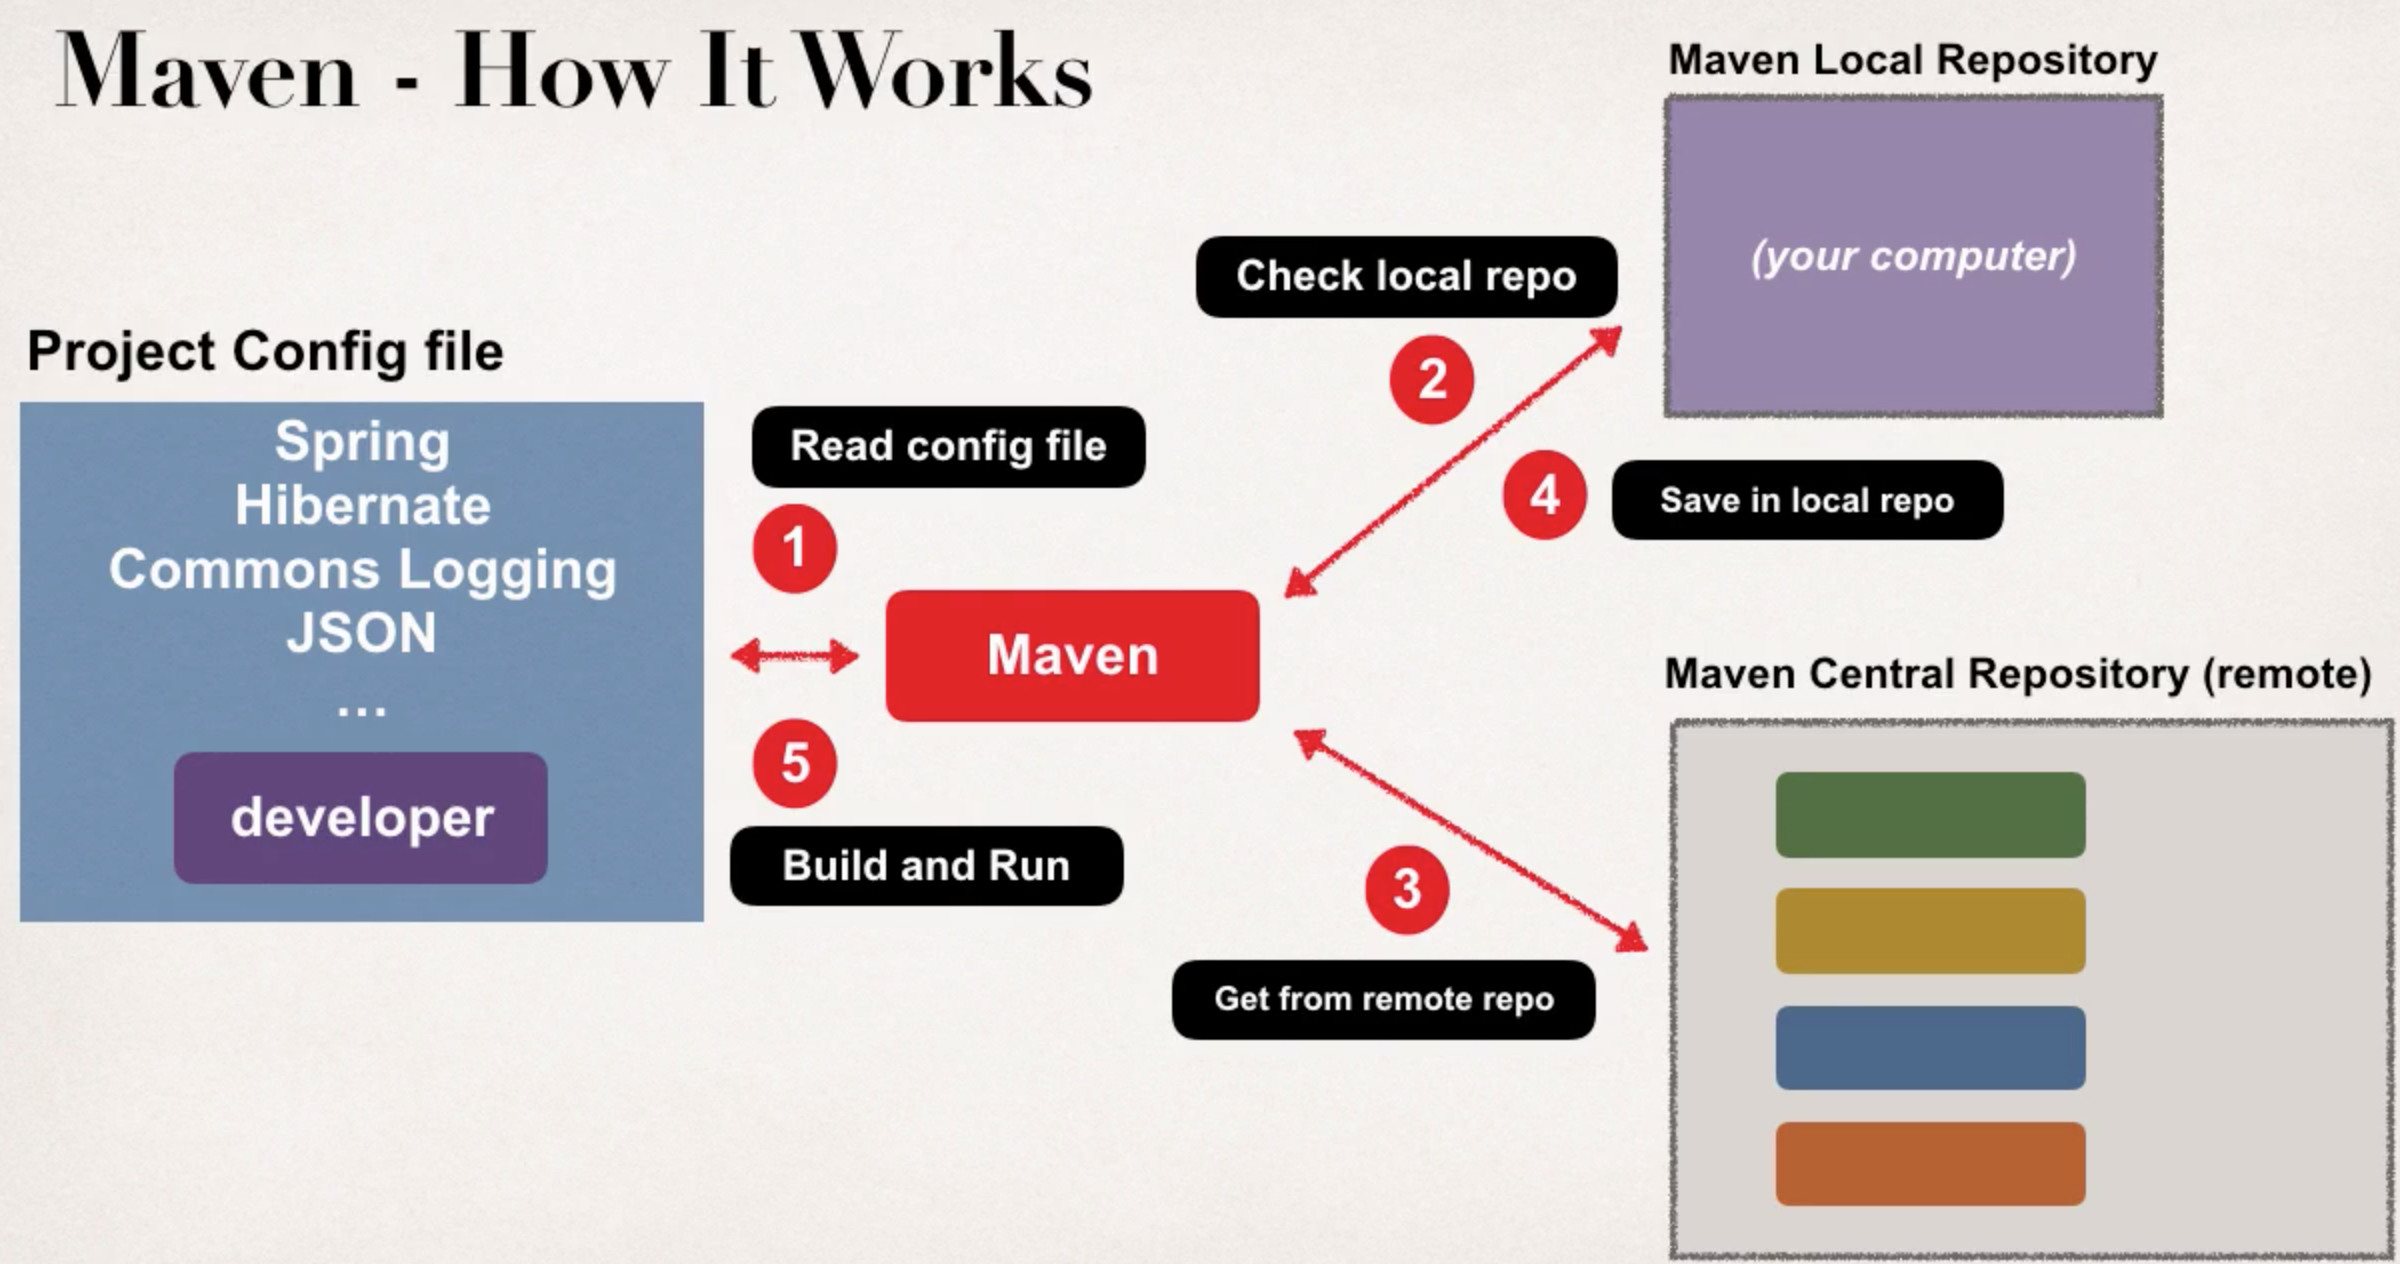 Maven - How It Works
Maven Local Repository
(your computer)
Check local repo
2
Project Config file
Spring
Hibernate
Commons Logging
JSON
...
developer
Read config file
1
4
Save in local repo
Maven
Maven Central Repository (remote)
5
Build and Run
3
Get from remote repo